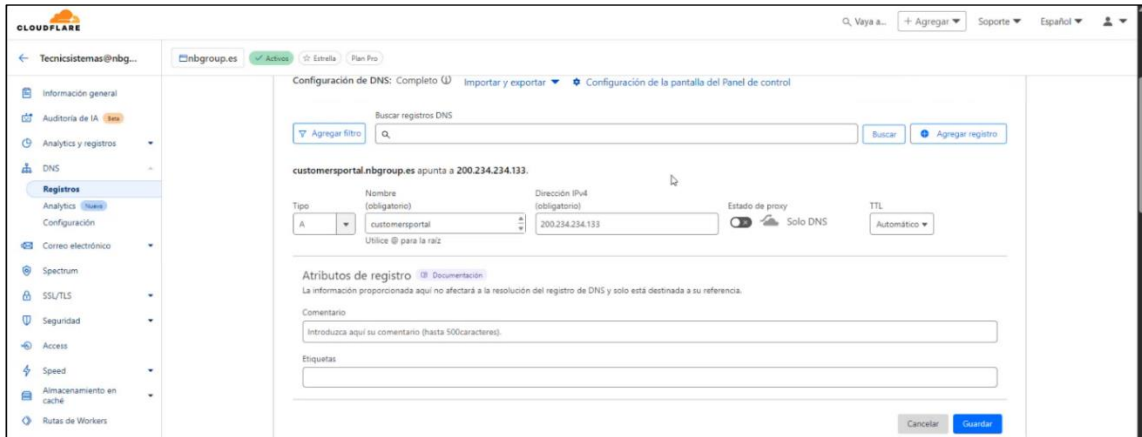 CLOUDFLARE
Vaya a... + Agregar Soporte Español
Tecnicsistemas@nbg... nbgroup.es Activos Estrella Plan Pro
Configuración de DNS: Completo Importar y exportar Configuración de la pantalla del Panel de control
Información general
Auditoría de IA beta
Analytics y registros
DNS
Registros
Analytics Nuevo
Configuración
Correo electrónico
Spectrum
SSL/TLS
Seguridad
Access
Speed
Almacenamiento en
caché
Rutas de Workers
Buscar registros DNS
Agregar filtro Buscar Agregar registro
customersportal.nbgroup.es apunta a 200.234.234.133.
Tipo
A
Nombre
(obligatorio)
customersportal
Utilice @ para la raíz
Dirección IPv4
(obligatorio)
200.234.234.133
Estado de proxy
Solo DNS
TTL
Automático
Atributos de registro Documentación
La información proporcionada aquí no afectará a la resolución del registro de DNS y solo está destinada a su referencia.
Comentario
Introduzca aquí su comentario (hasta 500caracteres).
Etiquetas
Cancelar Guardar